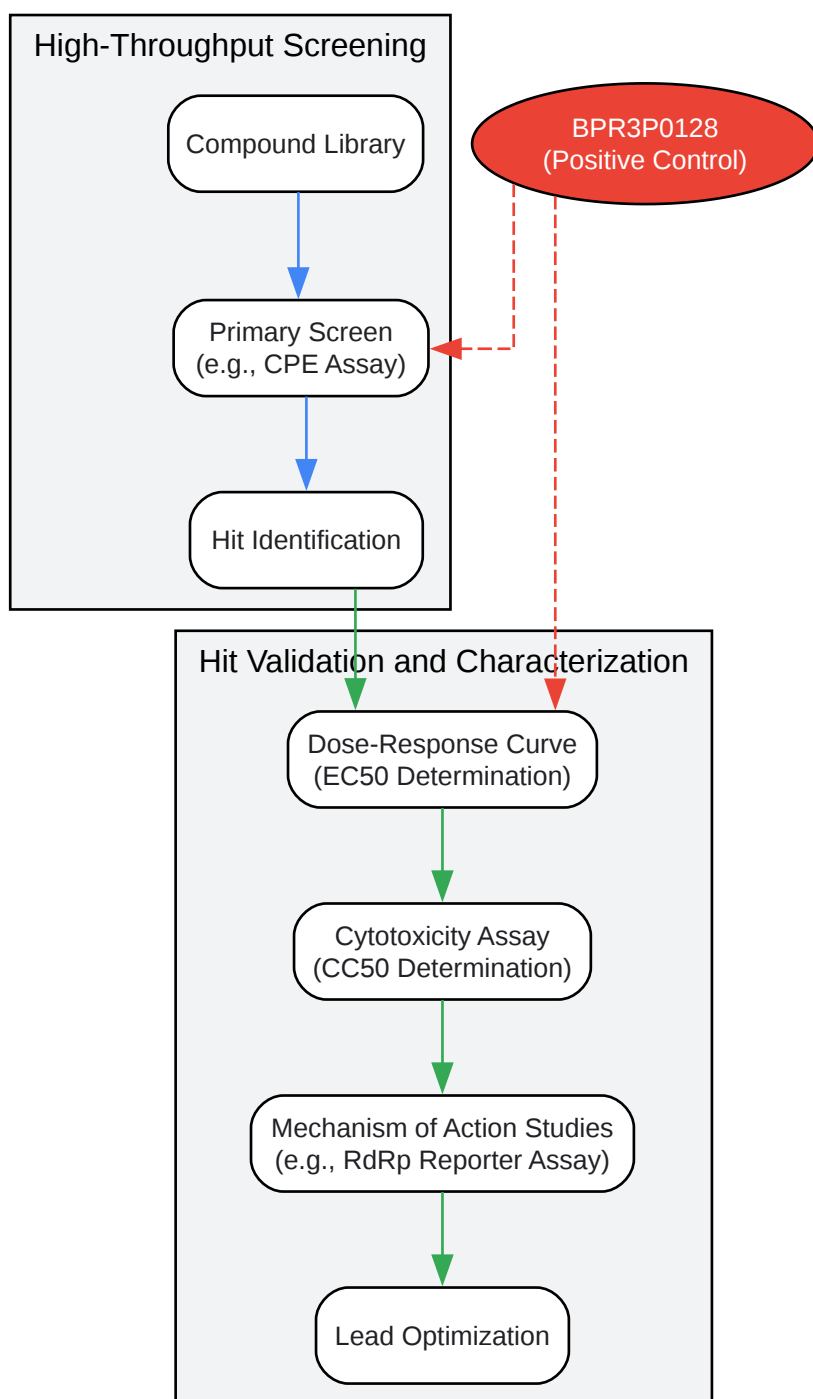 High-Throughput Screening
Compound Library
BPR3P0128
(Positive Control)
Primary Screen
(e.g., CPE Assay)
Hit Identification
Hit Validation and Characterization
Dose-Response Curve
(EC50 Determination)
Cytotoxicity Assay
(CC50 Determination)
Mechanism of Action Studies
(e.g., RdRp Reporter Assay)
Lead Optimization